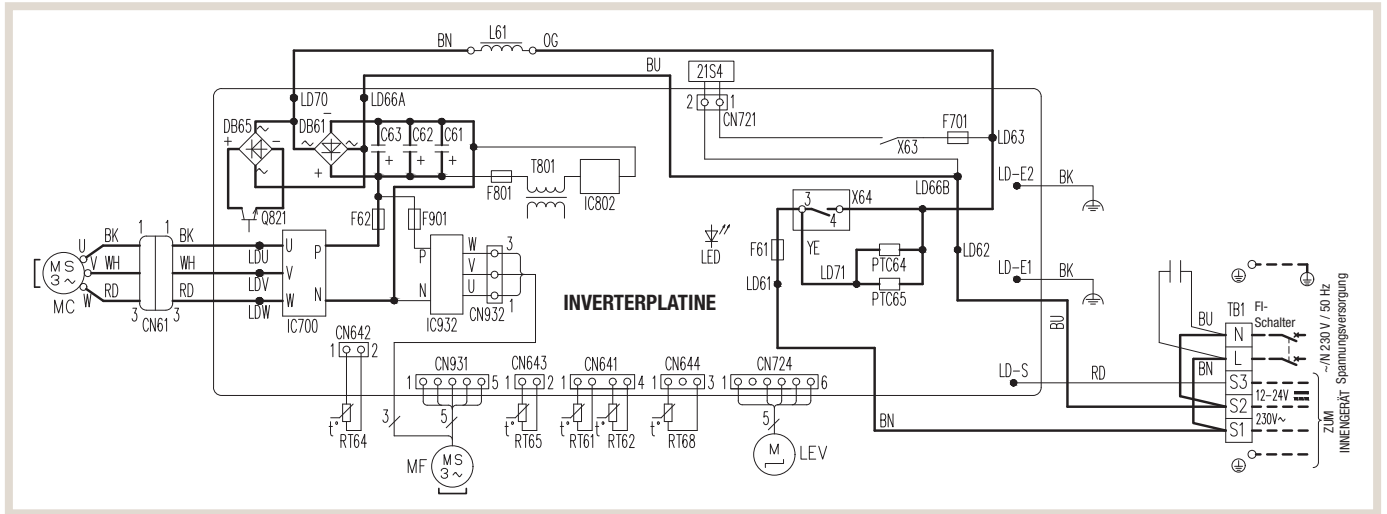 BN L61 OG
BU
21S4
2 1
CN721
LD70 LD66A
DB65 DB61
C63 C62 C61
+ ~ - ~
~ - ~ +
+ + +
F701
X63
LD63
T801
F801
IC802
LD66B
LD-E2
BK
Q821
F62 F901
3 X64
4
YE
LED
F61
PTC64
LD71
PTC65
LD62
LD61
LD-E1
BK
1 1
U BK BK
LDU
U P
V WH WH
LDV
V
W RD RD
LDW
W N
MS
3~
MC
3 3
CN61
IC700
P W 3
V
N U 1
IC932 CN932
INVERTERPLATINE
BU
TB1
FI-
Schalter
BU N
L
BN S3
S2 12-24V
S1 230V~
~/N 230 V / 50 Hz
Spannungsversorgung
ZUM
INNENGERÄT
LD-S RD
BN
CN642
1 2
t°
RT64
CN931
1 5
3 5
MF
MS
3~
CN643
1 2
t°
RT65
CN641
1 4
t° t°
RT61 RT62
CN644
1 3
t°
RT68
CN724
1 6
5
M
LEV